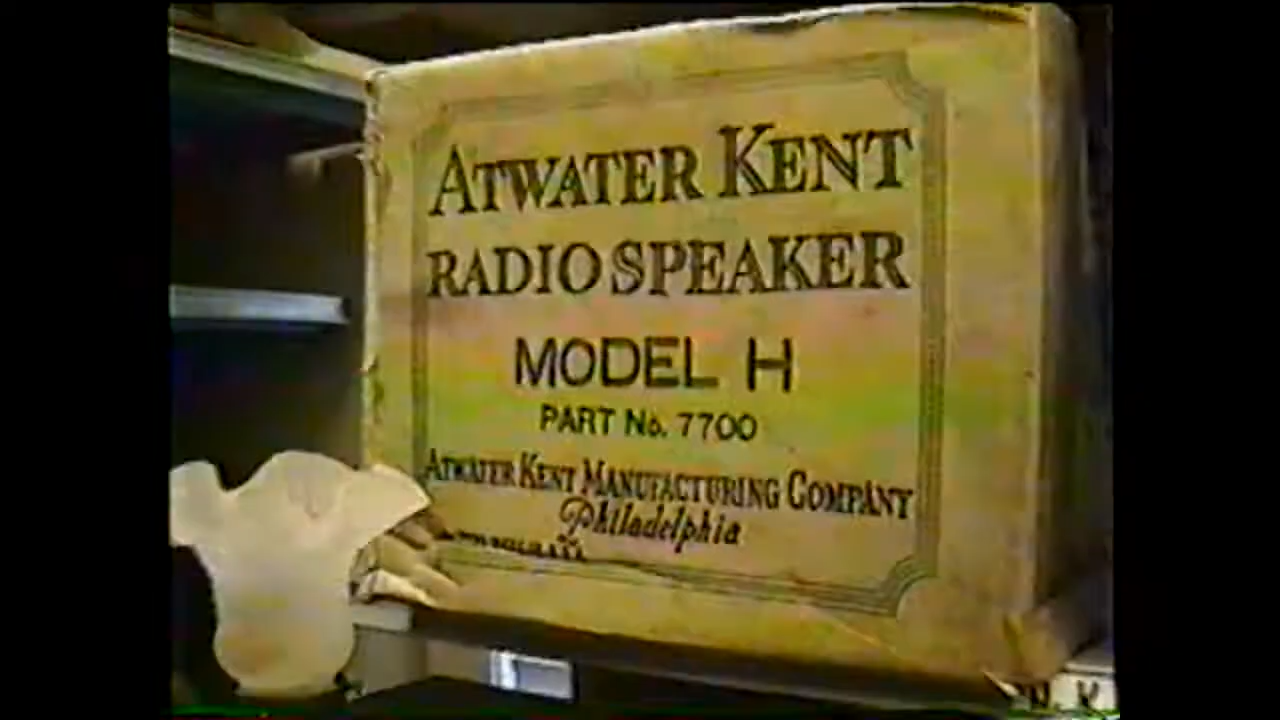 ATWATER KENT
RADIO SPEAKER
MODEL H
PART No. 7700
ATWATER KENT MANUFACTURING COMPANY
Philadelphia